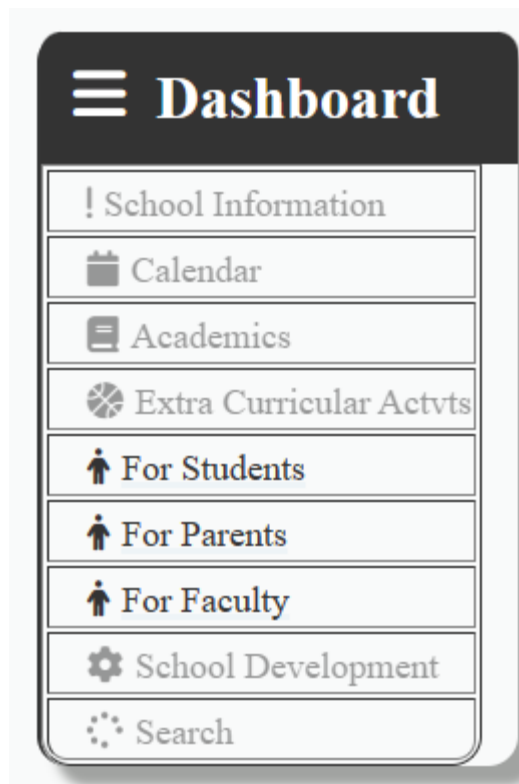 Dashboard
School Information
Calendar
Academics
Extra Curricular Actvts
For Students
For Parents
For Faculty
School Development
Search